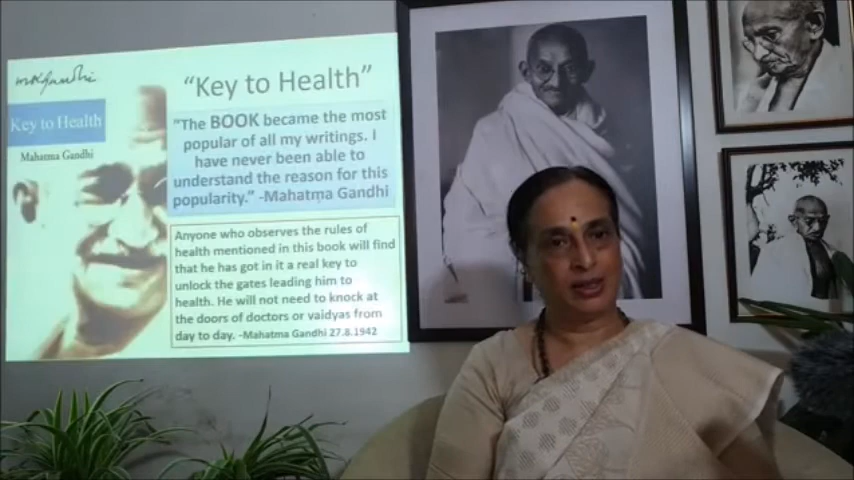 mkgandhi
Key to Health
Mahatma Gandhi
“Key to Health”
“The BOOK became the most
popular of all my writings. I
have never been able to
understand the reason for this
popularity.” -Mahatma Gandhi
Anyone who observes the rules of
health mentioned in this book will find
that he has got in it a real key to
unlock the gates leading him to
health. He will not need to knock at
the doors of doctors or vaidyas from
day to day. -Mahatma Gandhi 27.8.1942